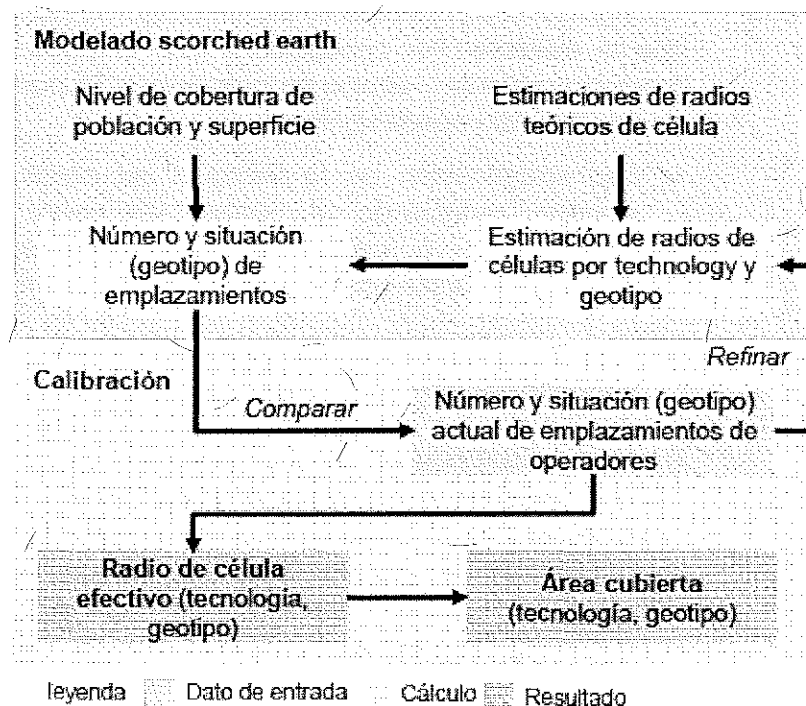 Modelado scorched earth
Nivel de cobertura de
población y superficie
Estimaciones de radios
teóricos de célula
Número y situación
(geotipo) de
emplazamientos
Estimación de radios de
células por technology y
geotipo
Refinar
Calibración
Comparar
Número y situación (geotipo)
actual de emplazamientos de
operadores
Radio de célula
efectivo (tecnología,
geotipo)
Área cubierta
(tecnología, geotipo)
leyenda Dato de entrada Cálculo Resultado